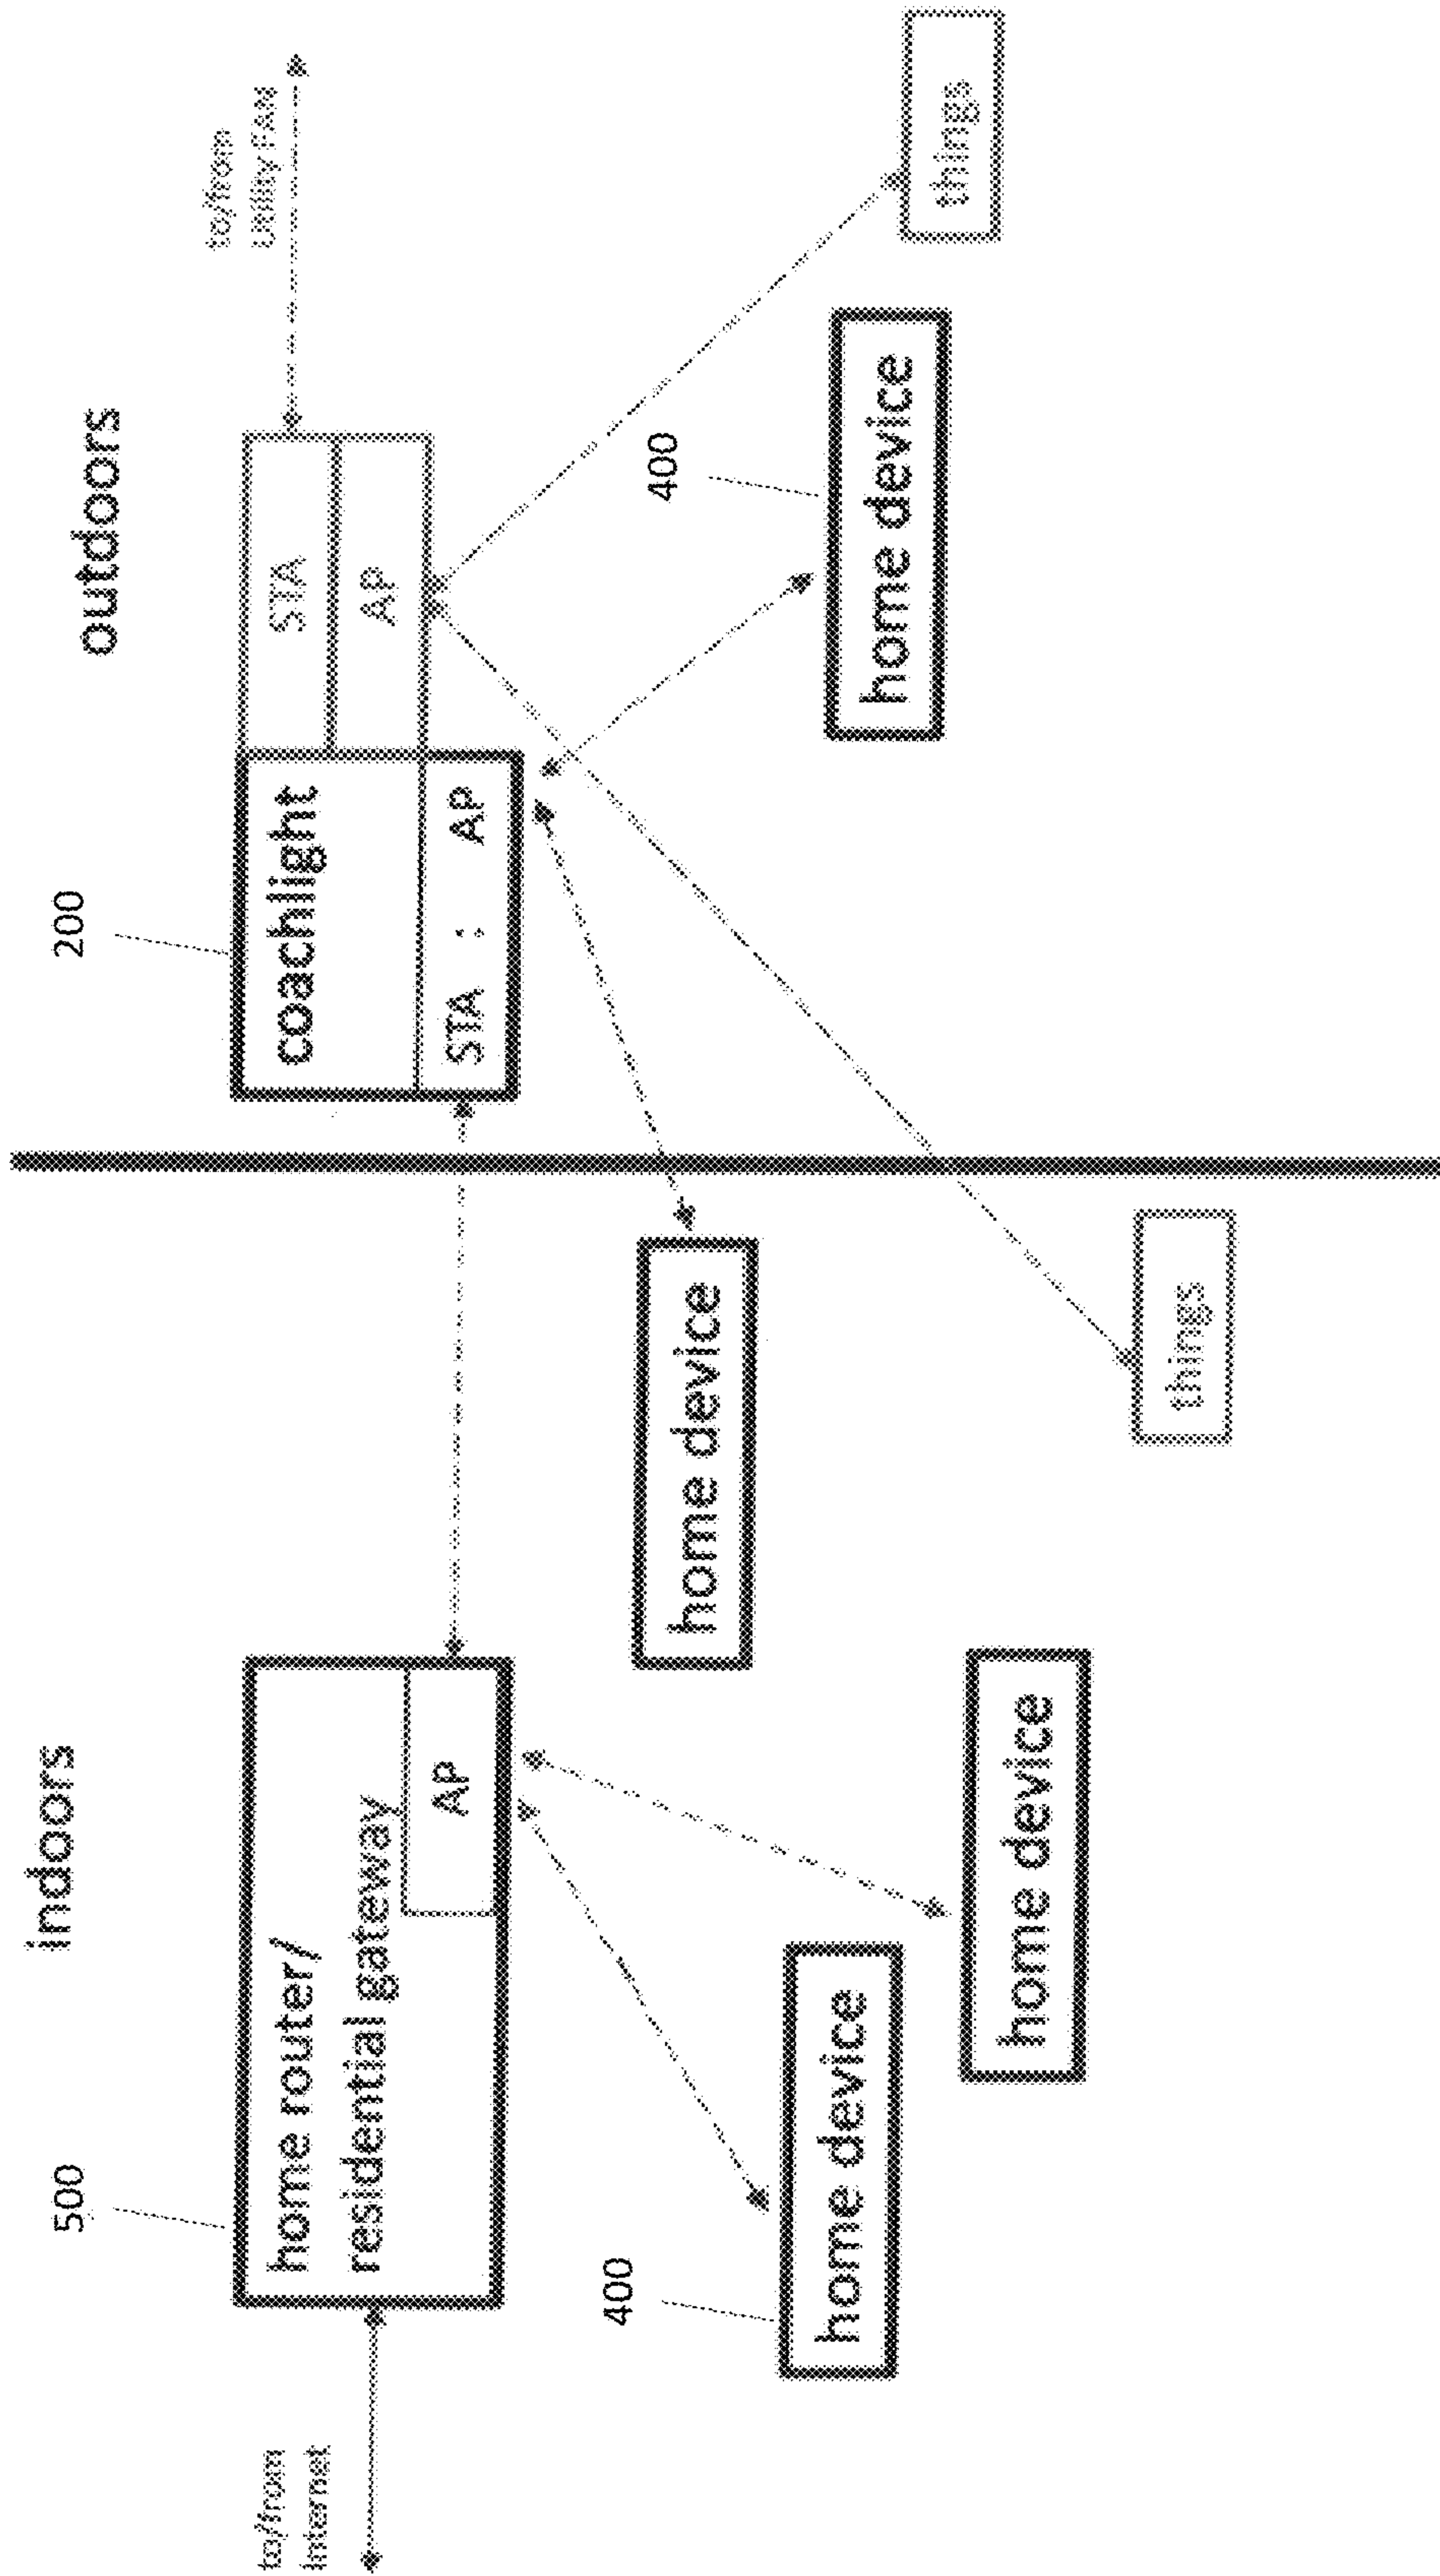 indoors
outdoors
500
200
to/from
Internet
home router/
residential gateway
AP
coachlight
STA : AP
STA
AP
to/from
Utility FAN
400
home device
home device
home device
400
home device
things
things